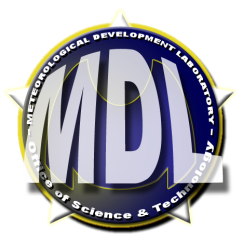 – METEOROLOGICAL DEVELOPMENT LABORATORY –
MDL
Office of Science & Technology